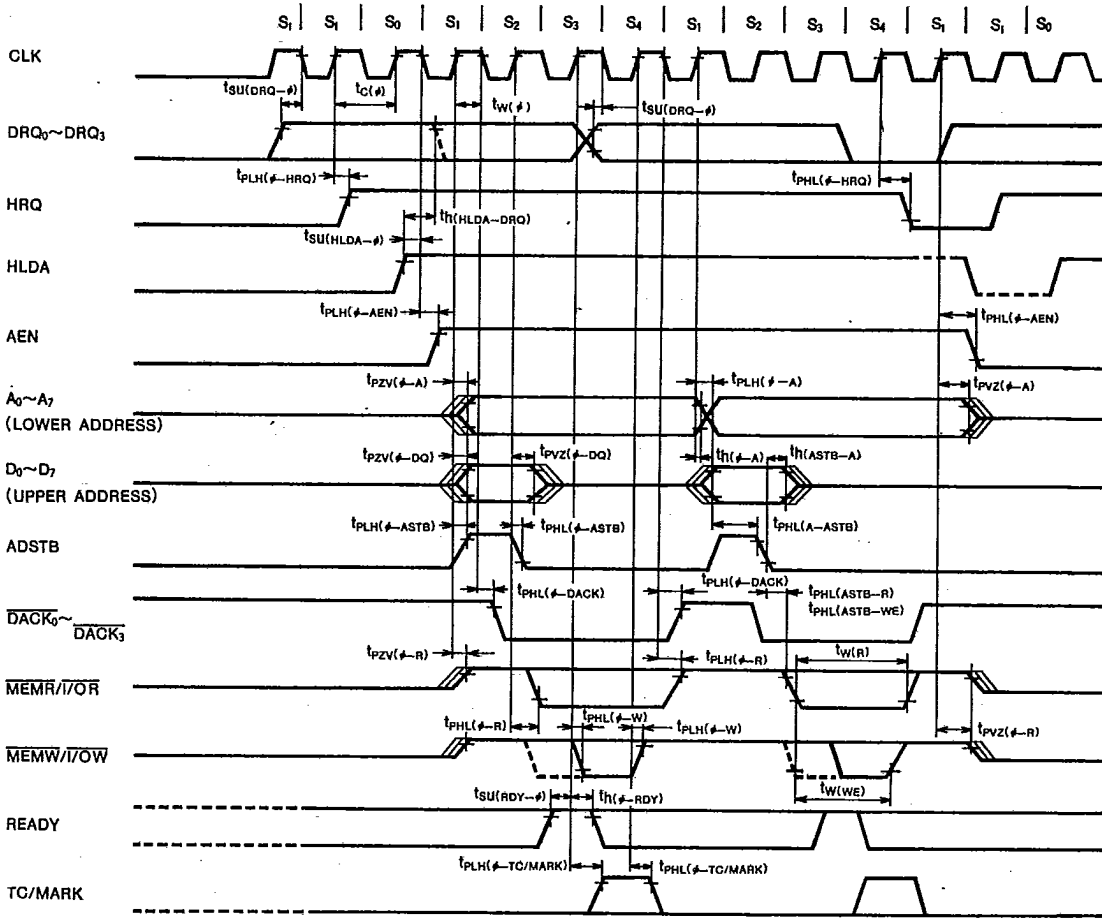 SI SI S0 S1 S2 S3 S4 S1 S2 S3 S4 SI SI S0
CLK
tSU(DRQ-φ) tC(φ) tW(φ) tSU(DRQ-φ)
DRQ0~DRQ3
tPLH(φ-HRQ) tPHL(φ-HRQ)
HRQ
th(HLDA-DRQ)
tSU(HLDA-φ)
HLDA
tPLH(φ-AEN) tPHL(φ-AEN)
AEN
tPZV(φ-A) tPLH(φ-A) tPVZ(φ-A)
A0~A7
(LOWER ADDRESS)
tPZV(φ-DQ) tPVZ(φ-DQ) th(φ-A) th(ASTB-A)
D0~D7
(UPPER ADDRESS)
tPLH(φ-ASTB) tPHL(φ-ASTB) tPHL(A-ASTB)
ADSTB
tPHL(φ-DACK) tPLH(φ-DACK) tPHL(ASTB-R)
tPHL(ASTB-WE)
DACK0~
DACK3
tPZV(φ-R) tPLH(φ-R) tW(R)
MEMR/I/OR
tPHL(φ-R) tPHL(φ-W) tPLH(φ-W) tPVZ(φ-R)
MEMW/I/OW
tW(WE)
tSU(RDY-φ) th(φ-RDY)
READY
tPLH(φ-TC/MARK) tPHL(φ-TC/MARK)
TC/MARK